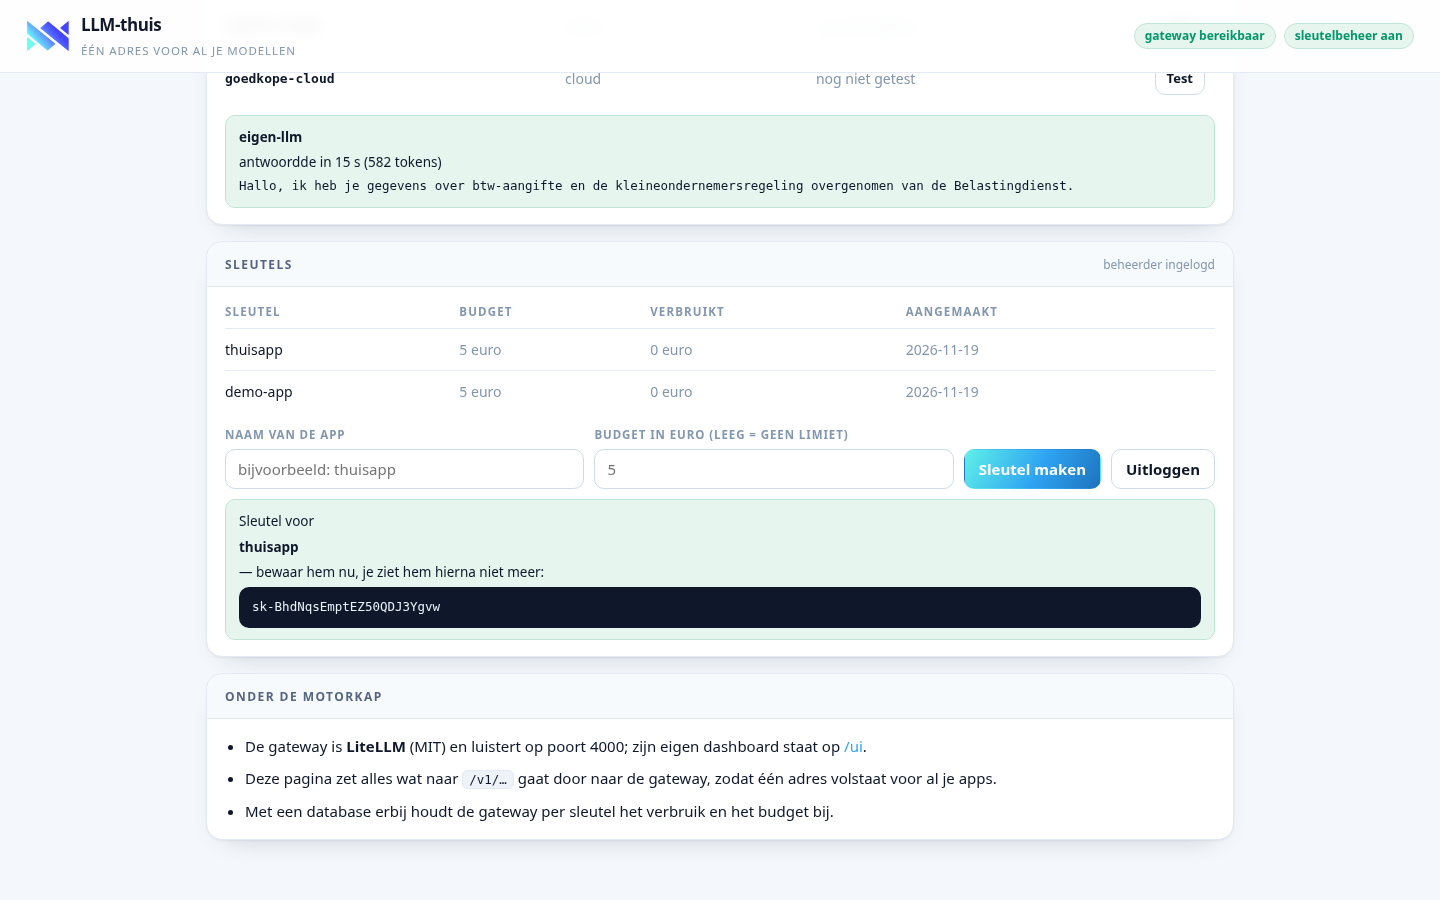 LLM-thuis
ÉÉN ADRES VOOR AL JE MODELLEN
gateway bereikbaar
sleutelbeheer aan
goedkope-cloud
cloud
nog niet getest
Test
eigen-llm
antwoordde in 15 s (582 tokens)
Hallo, ik heb je gegevens over btw-aangifte en de kleineondernemersregeling overgenomen van de Belastingdienst.
SLEUTELS
beheerder ingelogd
SLEUTEL BUDGET VERBRUIKT AANGEMAAKT
thuisapp 5 euro 0 euro 2026-11-19
demo-app 5 euro 0 euro 2026-11-19
NAAM VAN DE APP
BUDGET IN EURO (LEEG = GEEN LIMIET)
bijvoorbeeld: thuisapp
5
Sleutel maken
Uitloggen
Sleutel voor
thuisapp
— bewaar hem nu, je ziet hem hierna niet meer:
sk-BhdNqsEmptEZ50QDJ3Ygvw
ONDER DE MOTORKAP
De gateway is LiteLLM (MIT) en luistert op poort 4000; zijn eigen dashboard staat op /ui.
Deze pagina zet alles wat naar /v1/… gaat door naar de gateway, zodat één adres volstaat voor al je apps.
Met een database erbij houdt de gateway per sleutel het verbruik en het budget bij.